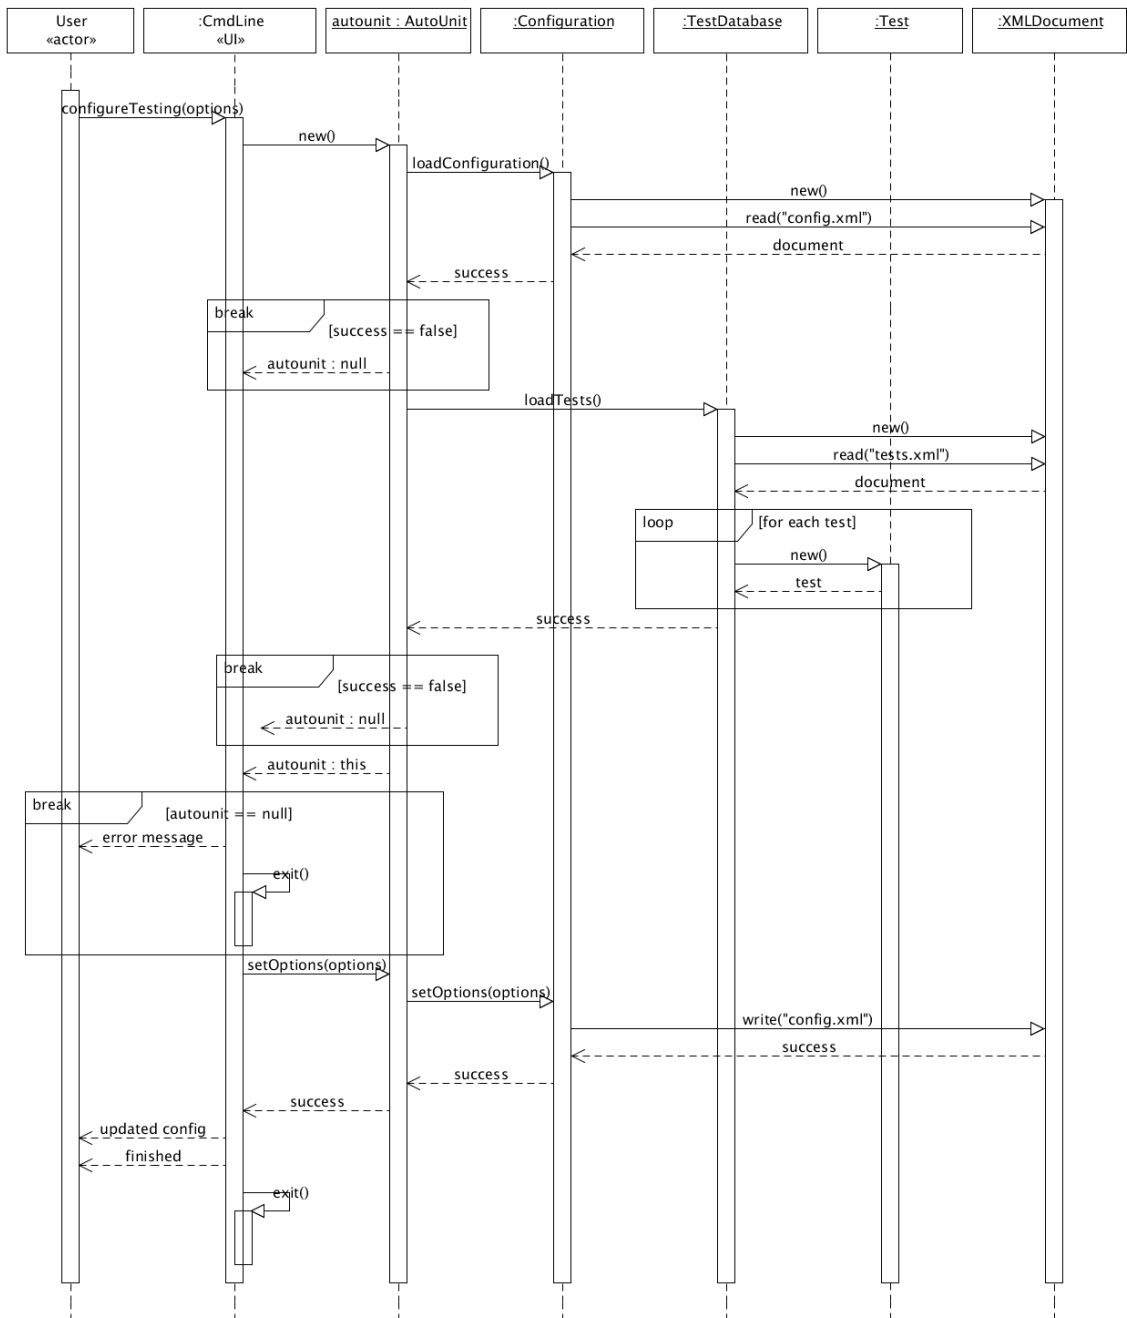 User
«actor»
:CmdLine
«UI»
autounit : AutoUnit
:Configuration
:TestDatabase
:Test
:XMLDocument
configureTesting(options)
new()
loadConfiguration()
new()
read("config.xml")
document
success
break
[success == false]
autounit : null
loadTests()
new()
read("tests.xml")
document
loop
[for each test]
new()
test
success
break
[success == false]
autounit : null
autounit : this
break
[autounit == null]
error message
exit()
setOptions(options)
setOptions(options)
write("config.xml")
success
success
success
updated config
finished
exit()